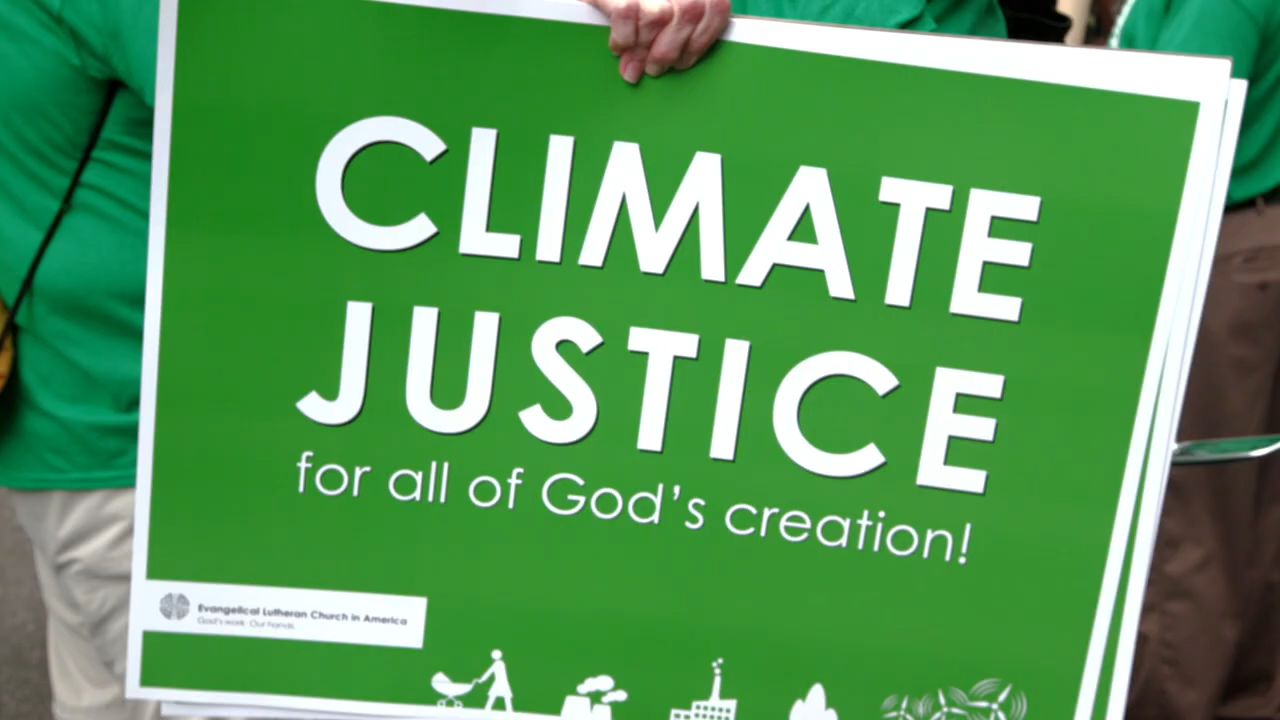 CLIMATE
JUSTICE
for all of God's creation!
Evangelical Lutheran Church in America
God's work. Our hands.